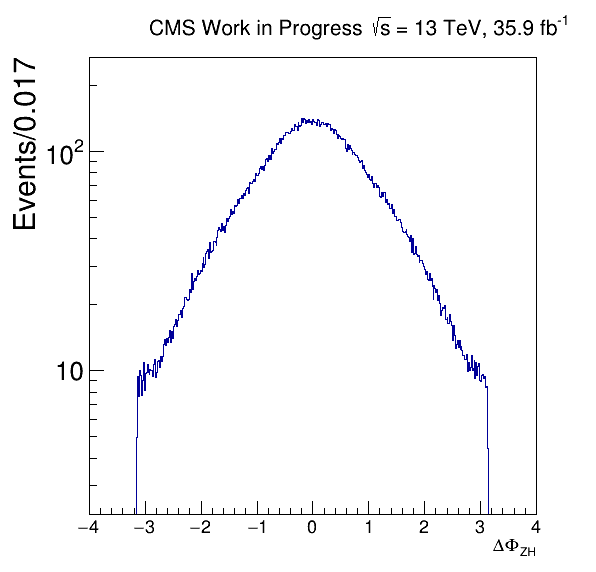 CMS Work in Progress √s = 13 TeV, 35.9 fb⁻¹
Events/0.017
10²
10
−4 −3 −2 −1 0 1 2 3 4
ΔΦ_ZH